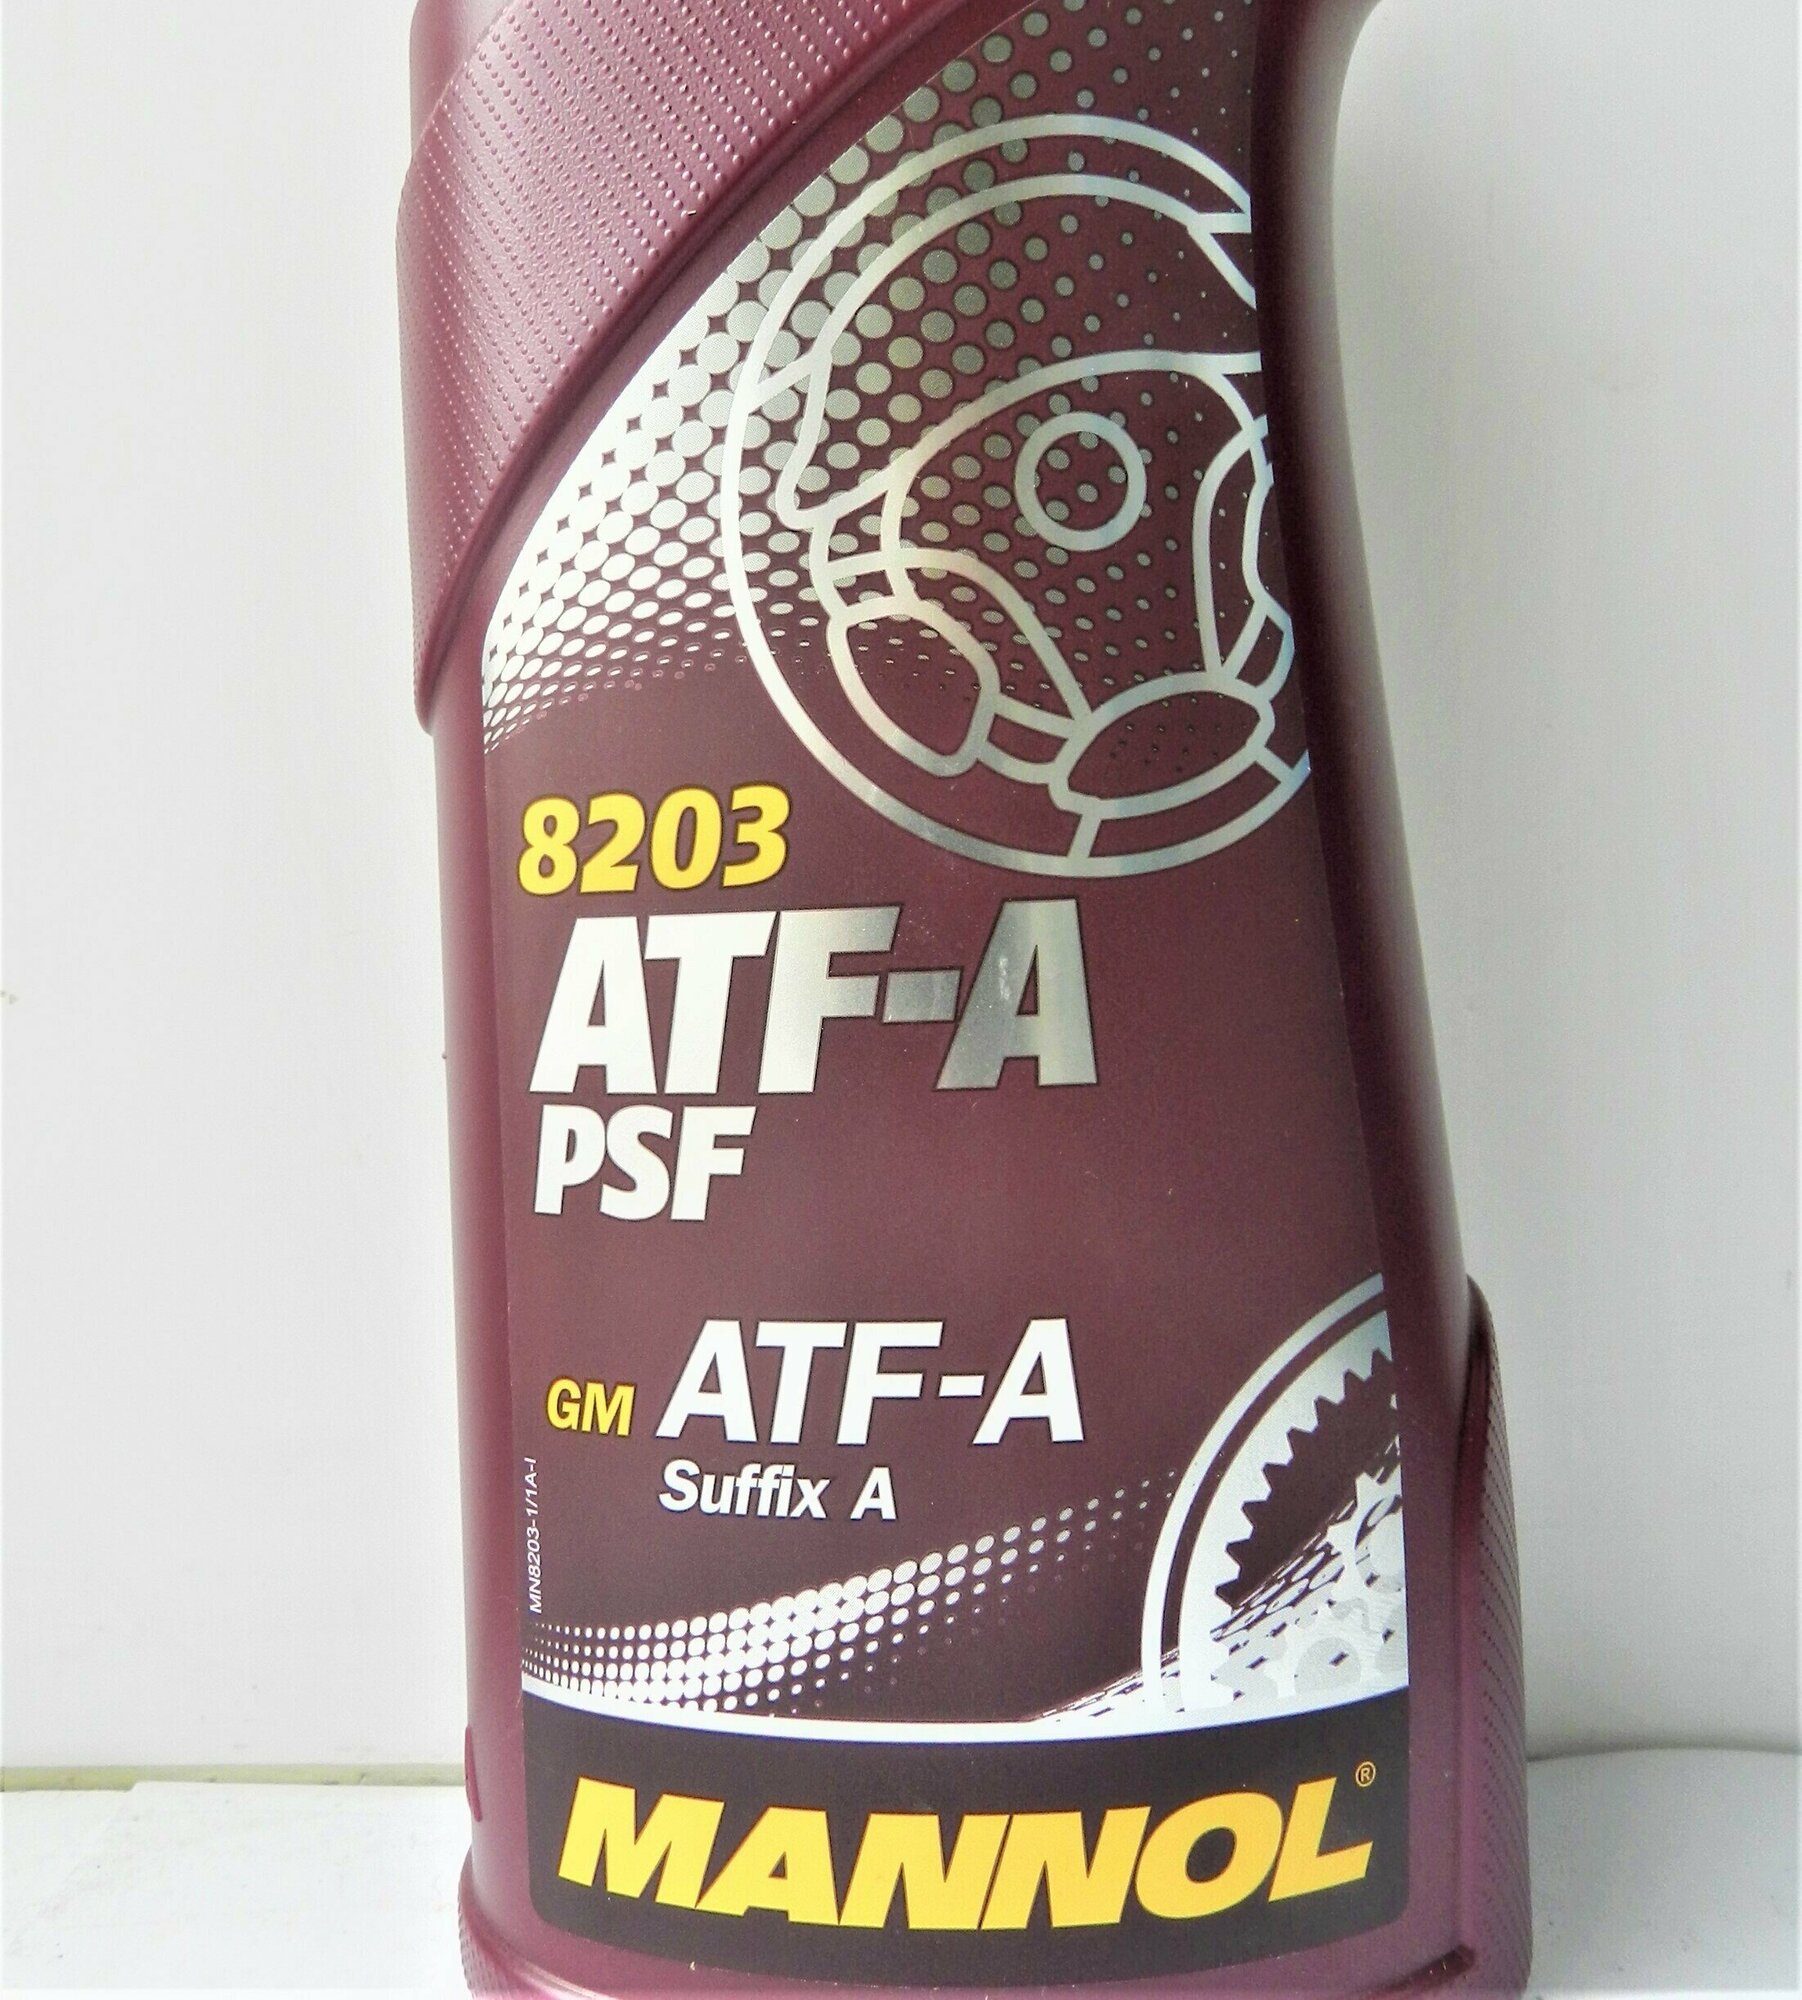 8203
ATF-A
PSF
GM ATF-A
Suffix A
MN8203-1/1A-I
MANNOL®